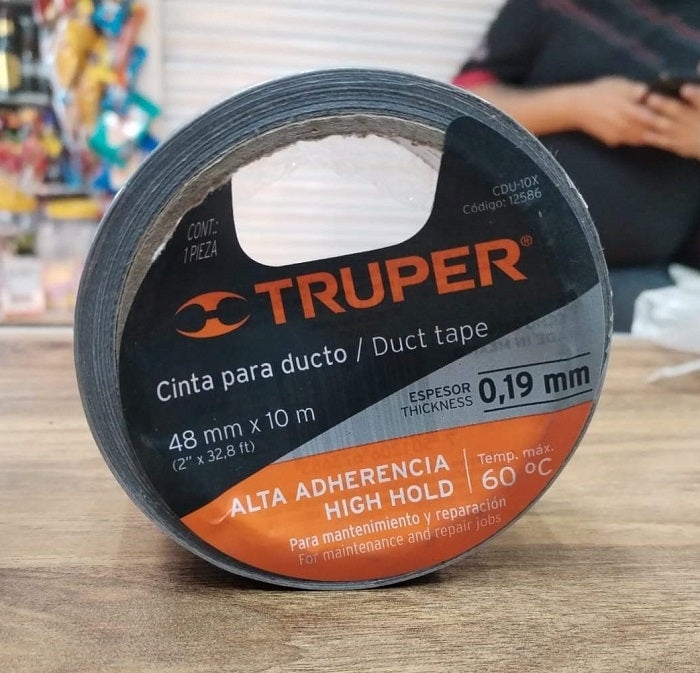 CONT.:
1 PIEZA
CDU-10X
Código: 12586
TRUPER®
Cinta para ducto / Duct tape
48 mm x 10 m
(2" x 32,8 ft)
ESPESOR
THICKNESS
0,19 mm
ALTA ADHERENCIA
HIGH HOLD
Temp. máx.
60 °C
Para mantenimiento y reparación
For maintenance and repair jobs